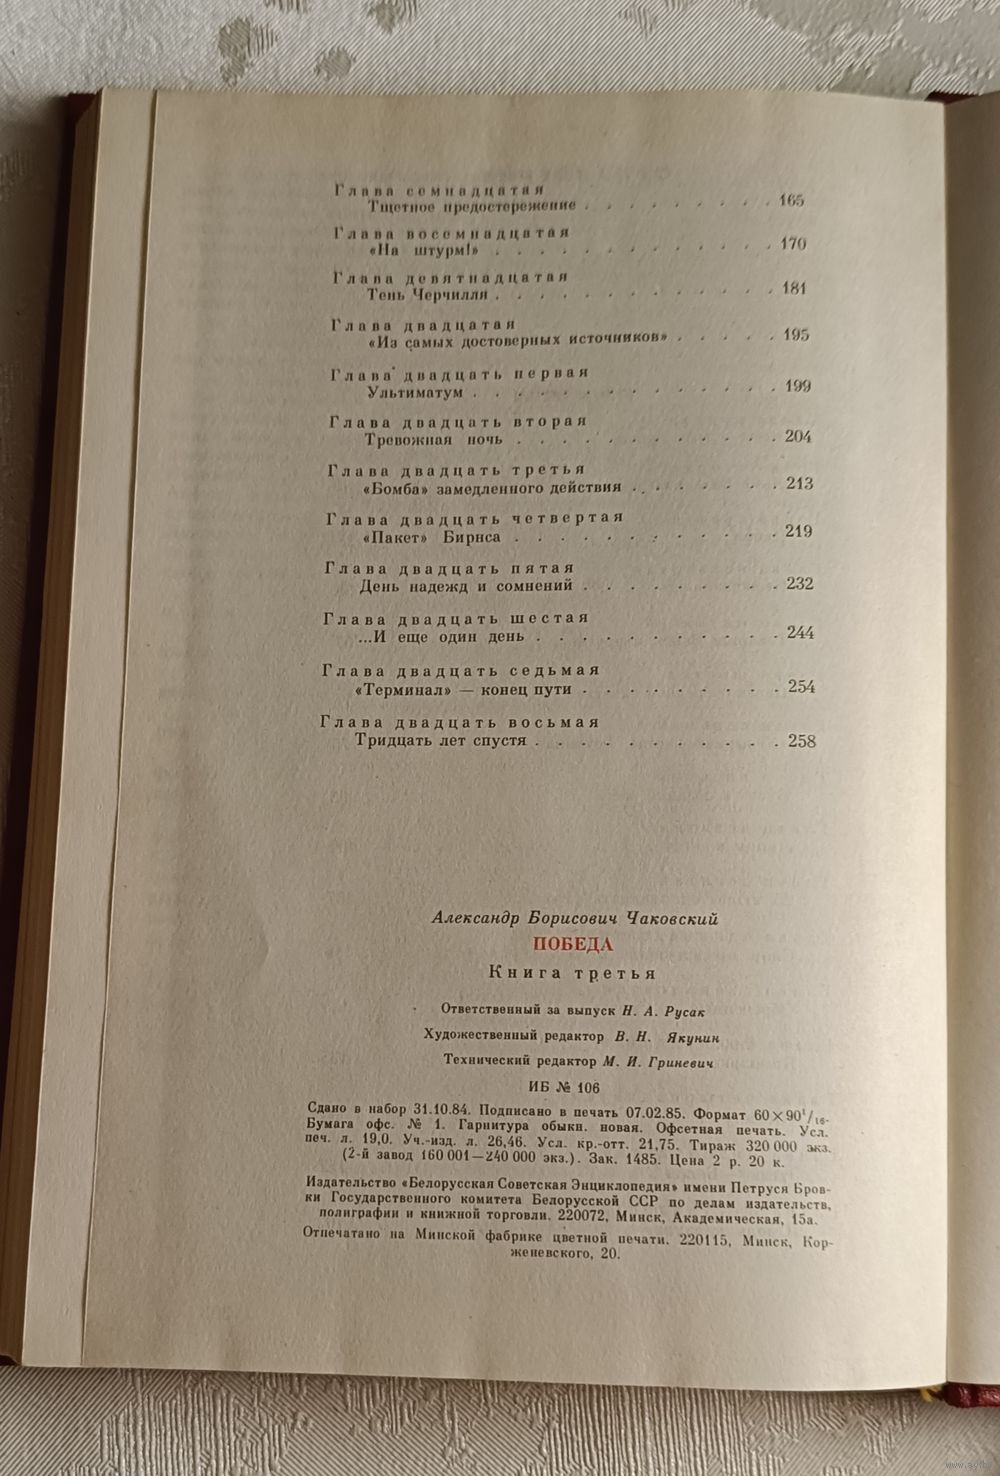 Глава семнадцатая
Тщетное предостережение . . . . . . . . . 165
Глава восемнадцатая
«На штурм!» . . . . . . . . . . . . 170
Глава девятнадцатая
Тень Черчилля . . . . . . . . . . . . 181
Глава двадцатая
«Из самых достоверных источников» . . . . . 195
Глава двадцать первая
Ультиматум . . . . . . . . . . . . . 199
Глава двадцать вторая
Тревожная ночь . . . . . . . . . . . . 204
Глава двадцать третья
«Бомба» замедленного действия . . . . . . . 213
Глава двадцать четвертая
«Пакет» Бирнса . . . . . . . . . . . . 219
Глава двадцать пятая
День надежд и сомнений . . . . . . . . . 232
Глава двадцать шестая
...И еще один день . . . . . . . . . . . 244
Глава двадцать седьмая
«Терминал» — конец пути . . . . . . . . . 254
Глава двадцать восьмая
Тридцать лет спустя . . . . . . . . . . . 258
Александр Борисович Чаковский
ПОБЕДА
Книга третья
Ответственный за выпуск Н. А. Русак
Художественный редактор В. Н. Якунин
Технический редактор М. И. Гриневич
ИБ № 106
Сдано в набор 31.10.84. Подписано в печать 07.02.85. Формат 60×90¹/₁₆.
Бумага офс. № 1. Гарнитура обыкн. новая. Офсетная печать. Усл.
печ. л. 19,0. Уч.-изд. л. 26,46. Усл. кр.-отт. 21,75. Тираж 320 000 экз.
(2-й завод 160 001—240 000 экз.). Зак. 1485. Цена 2 р. 20 к.
Издательство «Белорусская Советская Энциклопедия» имени Петруся Бров-
ки Государственного комитета Белорусской ССР по делам издательств,
полиграфии и книжной торговли. 220072, Минск, Академическая, 15а.
Отпечатано на Минской фабрике цветной печати. 220115, Минск, Кор-
женевского, 20.